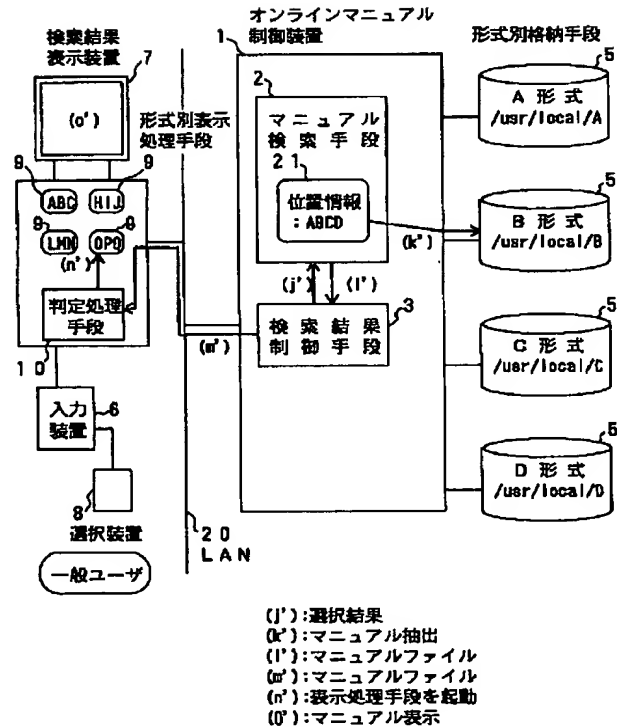 検索結果
表示装置
7
(o')
形式別表示
処理手段
9
9
ABC
HIJ
9
9
LMN
OPQ
(n')
判定処理
手段
10
入力
装置
6
8
選択装置
一般ユーザ
20
LAN
オンラインマニュアル
制御装置
1
2
マニュアル
検索手段
21
位置情報
:ABCD
(k')
(j')
(l')
検索結果
制御手段
3
(m')
形式別格納手段
5
A 形式
/usr/local/A
5
B 形式
/usr/local/B
5
C 形式
/usr/local/C
5
D 形式
/usr/local/D
(j'):選択結果
(k'):マニュアル抽出
(l'):マニュアルファイル
(m'):マニュアルファイル
(n'):表示処理手段を起動
(O'):マニュアル表示